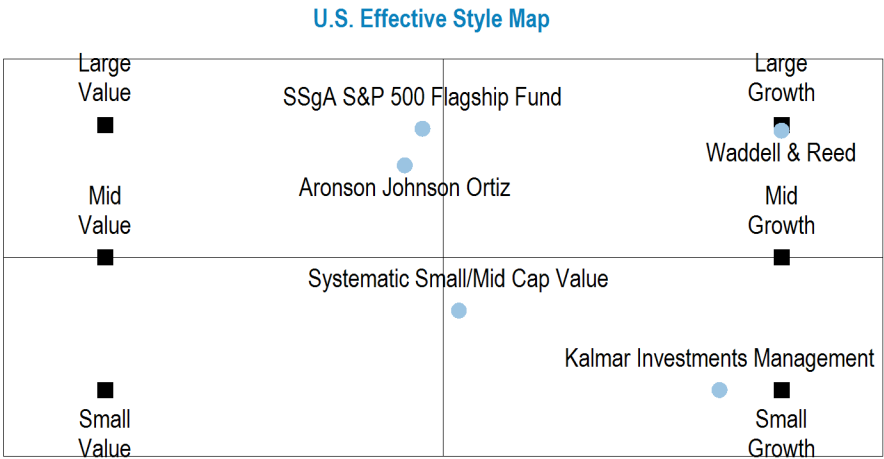 U.S. Effective Style Map
Large
Value
Large
Growth
SSgA S&P 500 Flagship Fund
Waddell & Reed
Aronson Johnson Ortiz
Mid
Value
Mid
Growth
Systematic Small/Mid Cap Value
Kalmar Investments Management
Small
Value
Small
Growth